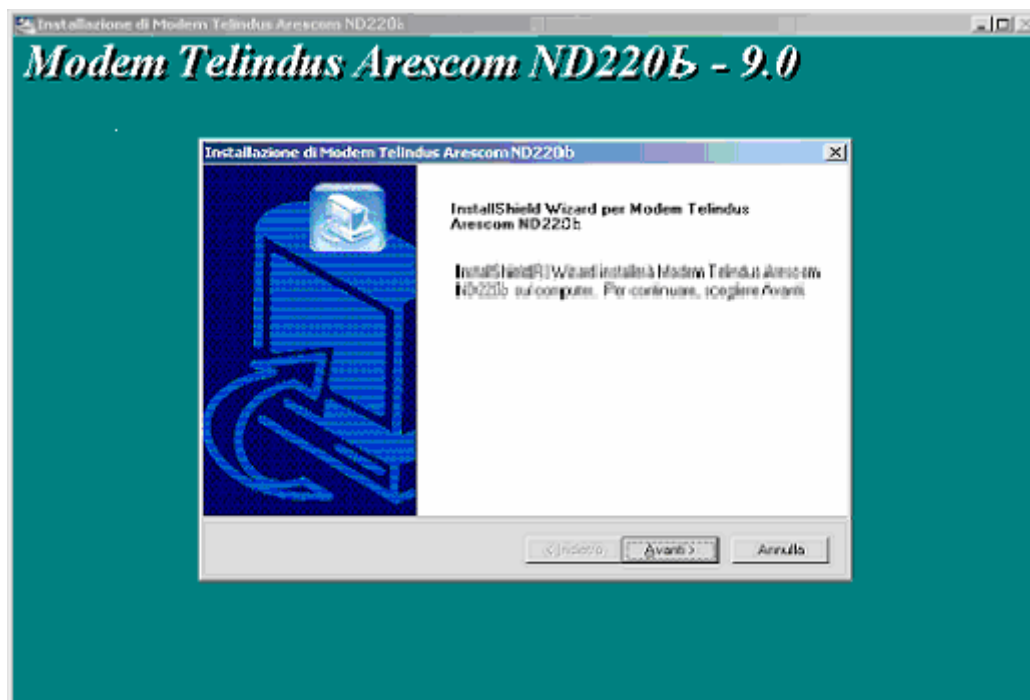 Installazione di Modem Telindus Arescom ND220b
Modem Telindus Arescom ND220b - 9.0
Installazione di Modem Telindus Arescom ND220b
InstallShield Wizard per Modem Telindus
Arescom ND220b
InstallShield(R) Wizard installerà Modem Telindus Arescom
ND220b sul computer. Per continuare, scegliere Avanti.
< Indietro
Avanti >
Annulla